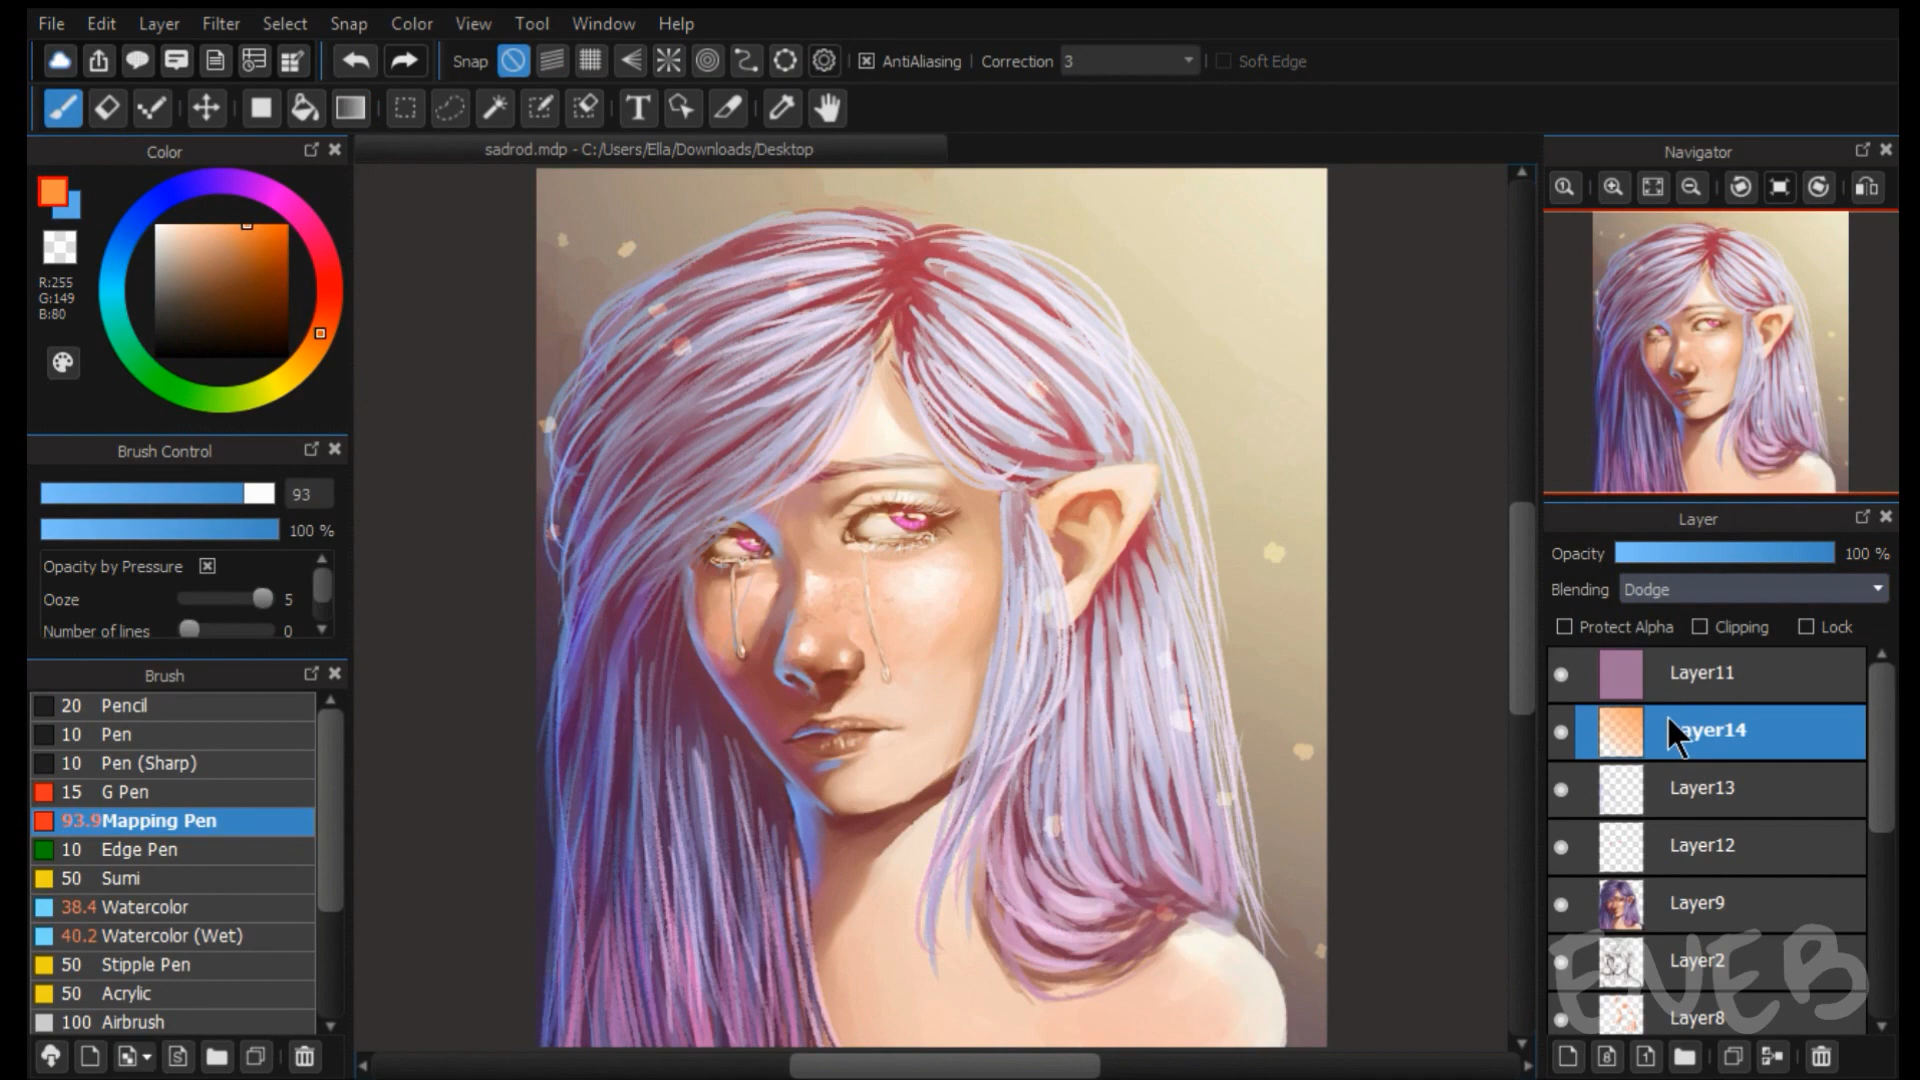 File Edit Layer Filter Select Snap Color View Tool Window Help
Snap AntiAliasing Correction 3 Soft Edge
T
sadrod.mdp - C:/Users/Ella/Downloads/Desktop
Color
R:255
G:149
B:80
Brush Control
93
100 %
Opacity by Pressure
Ooze 5
Number of lines 0
Brush
20 Pencil
10 Pen
10 Pen (Sharp)
15 G Pen
93.9 Mapping Pen
10 Edge Pen
50 Sumi
38.4 Watercolor
40.2 Watercolor (Wet)
50 Stipple Pen
50 Acrylic
100 Airbrush
Navigator
Layer
Opacity 100 %
Blending Dodge
Protect Alpha Clipping Lock
Layer11
ayer14
Layer13
Layer12
Layer9
Layer2
Layer8
EVEB